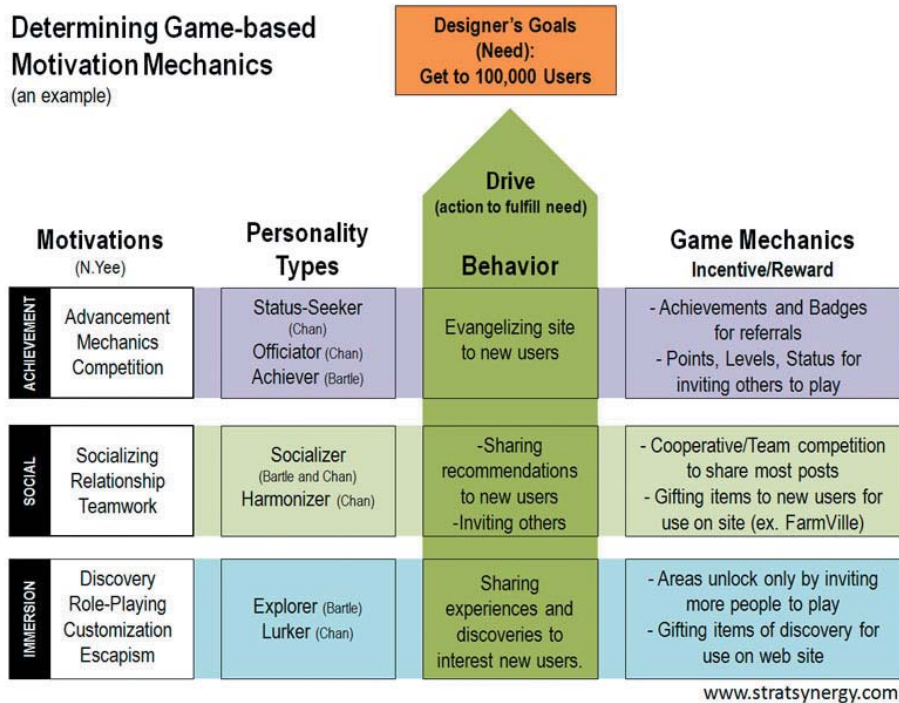 Determining Game-based
Motivation Mechanics
(an example)
Designer's Goals
(Need):
Get to 100,000 Users
Drive
(action to fulfill need)
Motivations
(N.Yee)
Personality
Types
Behavior
Game Mechanics
Incentive/Reward
ACHIEVEMENT
Advancement
Mechanics
Competition
Status-Seeker
(Chan)
Officiator (Chan)
Achiever (Bartle)
Evangelizing site
to new users
- Achievements and Badges
for referrals
- Points, Levels, Status for
inviting others to play
SOCIAL
Socializing
Relationship
Teamwork
Socializer
(Bartle and Chan)
Harmonizer (Chan)
-Sharing
recommendations
to new users
-Inviting others
- Cooperative/Team competition
to share most posts
- Gifting items to new users for
use on site (ex. FarmVille)
IMMERSION
Discovery
Role-Playing
Customization
Escapism
Explorer (Bartle)
Lurker (Chan)
Sharing
experiences and
discoveries to
interest new users.
- Areas unlock only by inviting
more people to play
- Gifting items of discovery for
use on web site
www.stratsynergy.com